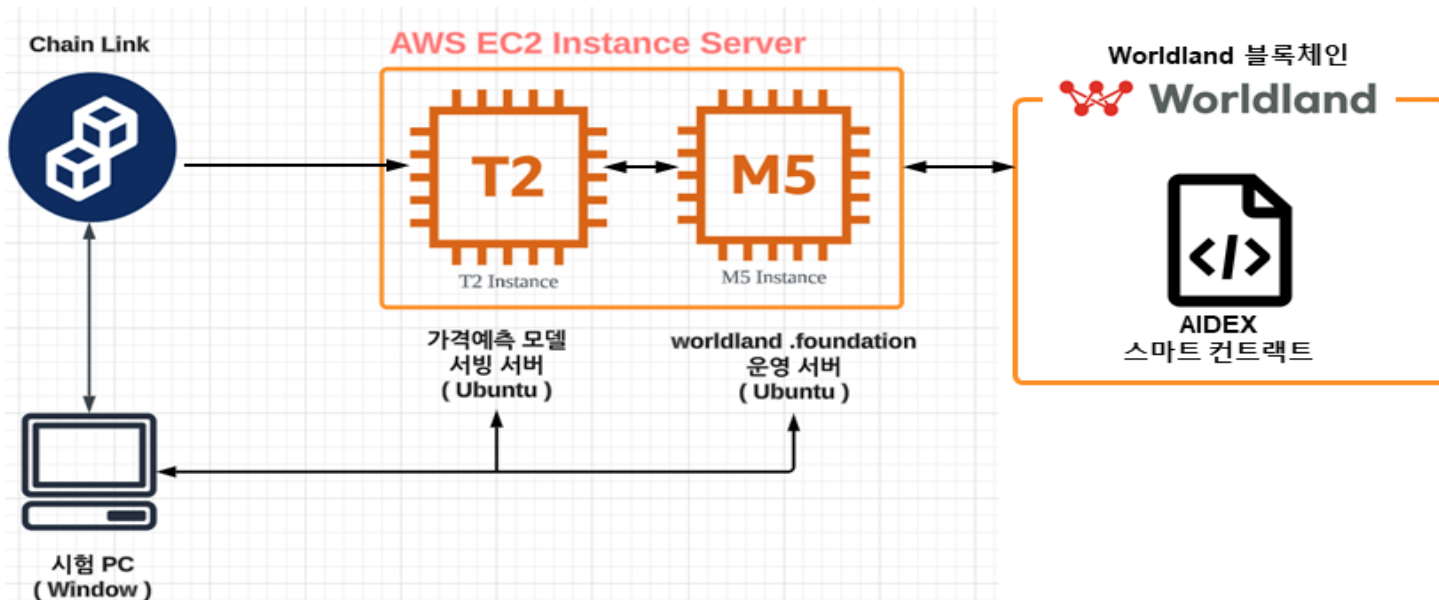 Chain Link
AWS EC2 Instance Server
T2
T2 Instance
M5
M5 Instance
가격예측 모델
서빙 서버
( Ubuntu )
worldland .foundation
운영 서버
( Ubuntu )
시험 PC
( Window )
Worldland 블록체인
Worldland
</>
AIDEX
스마트 컨트랙트